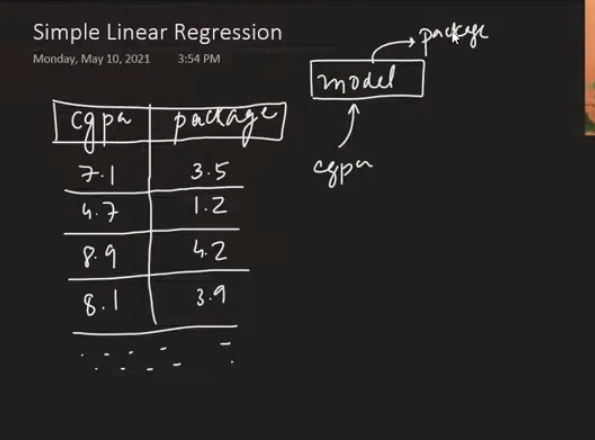 Simple Linear Regression
Monday, May 10, 2021 3:54 PM
package
model
cgpa
cgpa package
7.1 3.5
4.7 1.2
8.9 4.2
8.1 3.9